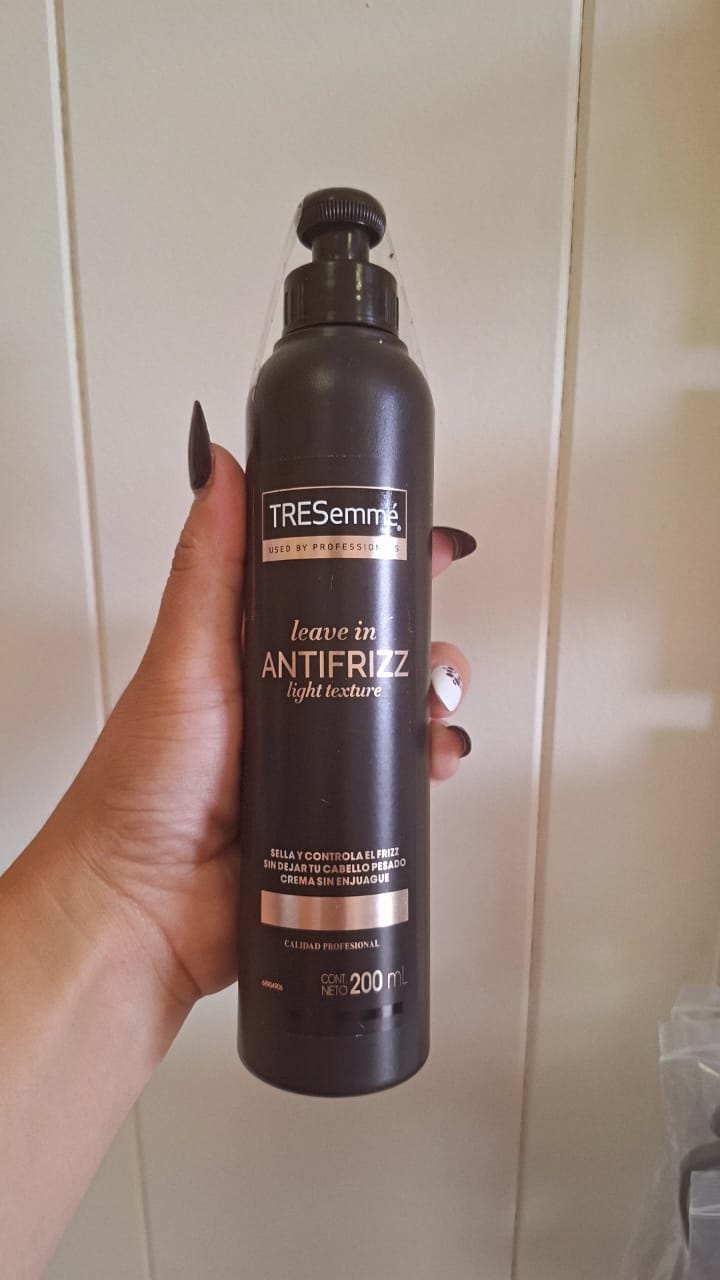 TRESemmé
USED BY PROFESSIONALS
leave in
ANTIFRIZZ
light texture
SELLA Y CONTROLA EL FRIZZ
SIN DEJAR TU CABELLO PESADO
CREMA SIN ENJUAGUE
CALIDAD PROFESIONAL
CONT.
NETO 200 mL